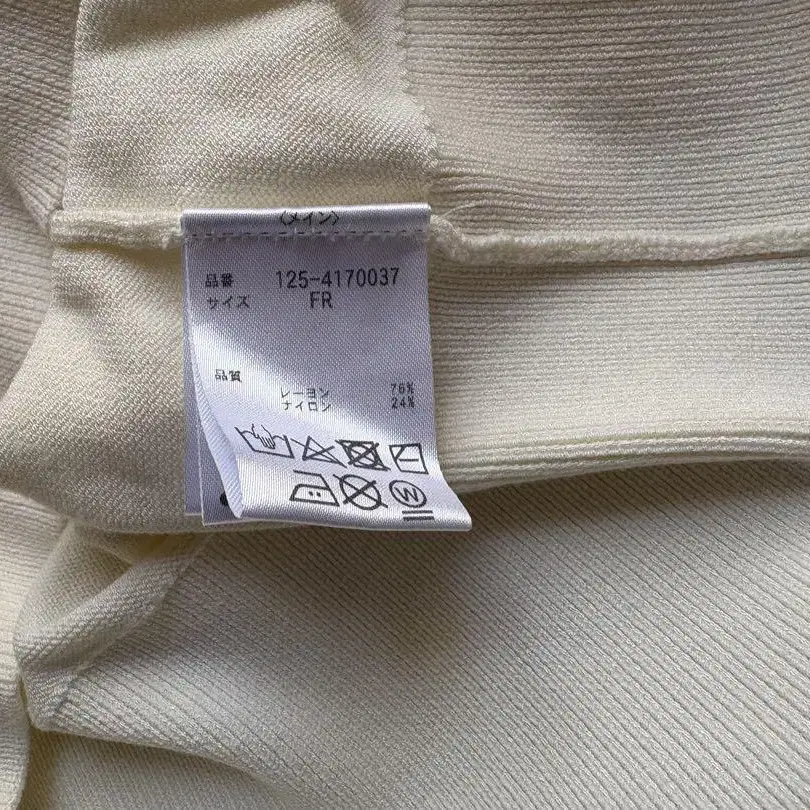 〈メイン〉
品番 125-4170037
サイズ FR
品質
レーヨン 76%
ナイロン 24%
W